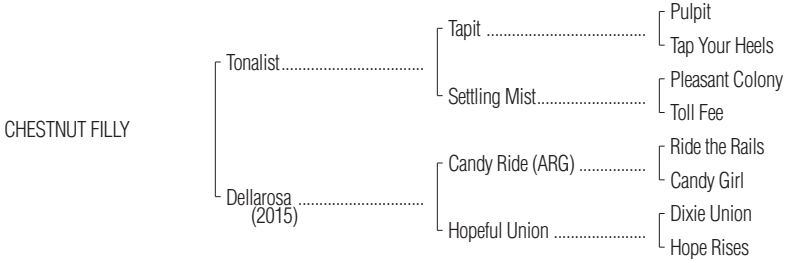 Pulpit
Tapit ....................................
Tap Your Heels
Tonalist................................
Pleasant Colony
Settling Mist........................
Toll Fee
CHESTNUT FILLY
Ride the Rails
Candy Ride (ARG) ...............
Candy Girl
Dellarosa ............................
(2015)
Dixie Union
Hopeful Union .....................
Hope Rises